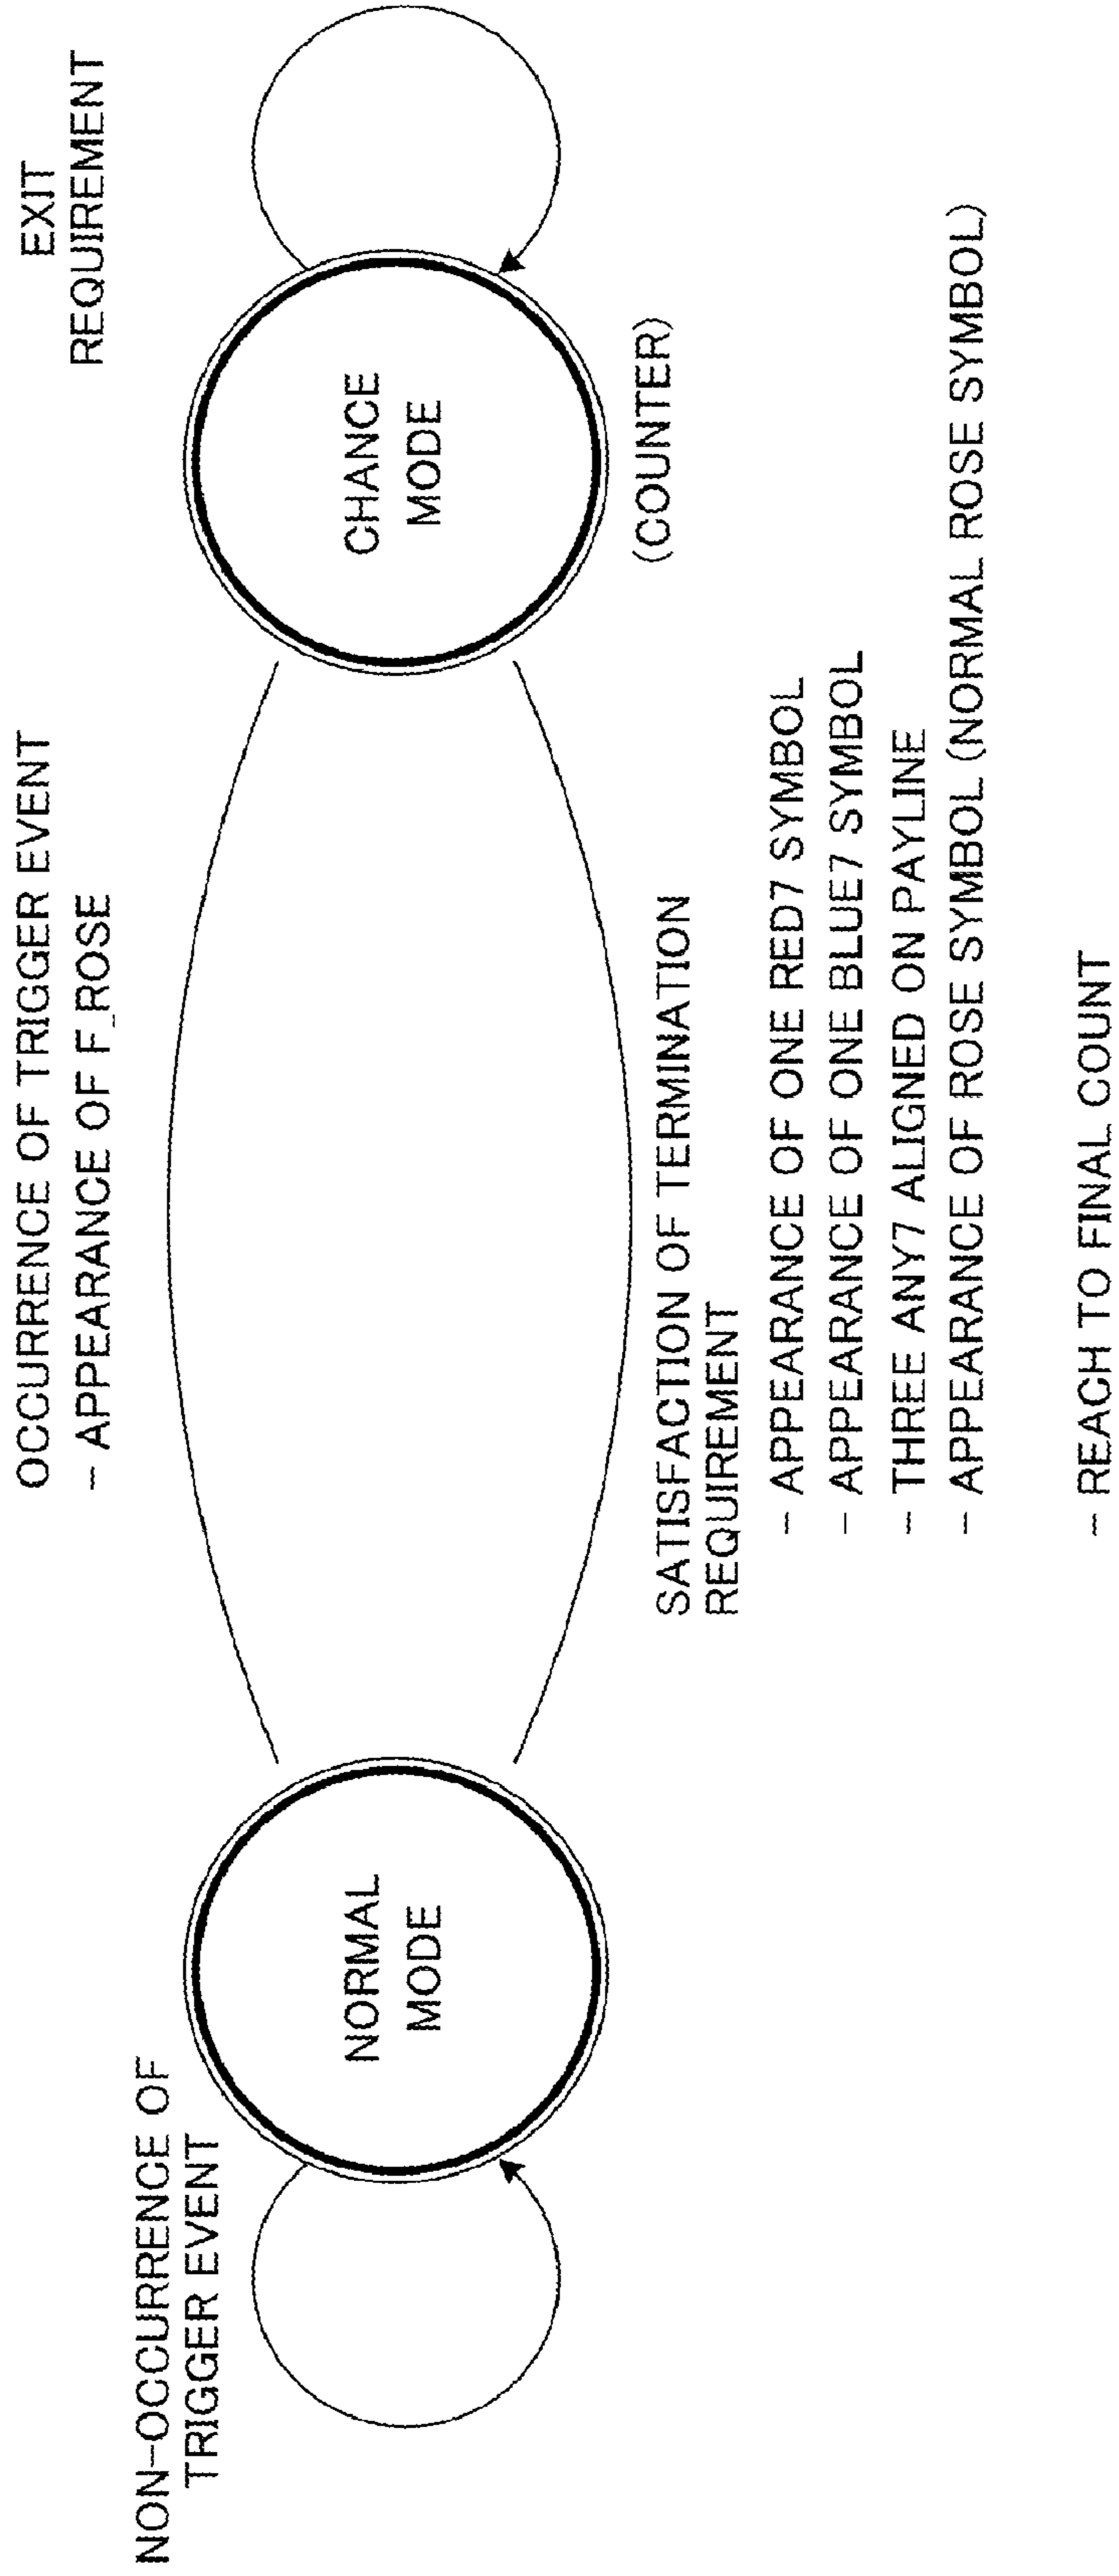 NON-OCCURRENCE OF
TRIGGER EVENT
NORMAL
MODE
OCCURRENCE OF TRIGGER EVENT
- APPEARANCE OF F_ROSE
EXIT
REQUIREMENT
CHANCE
MODE
(COUNTER)
SATISFACTION OF TERMINATION
REQUIREMENT
- APPEARANCE OF ONE RED7 SYMBOL
- APPEARANCE OF ONE BLUE7 SYMBOL
- THREE ANY7 ALIGNED ON PAYLINE
- APPEARANCE OF ROSE SYMBOL (NORMAL ROSE SYMBOL)
- REACH TO FINAL COUNT